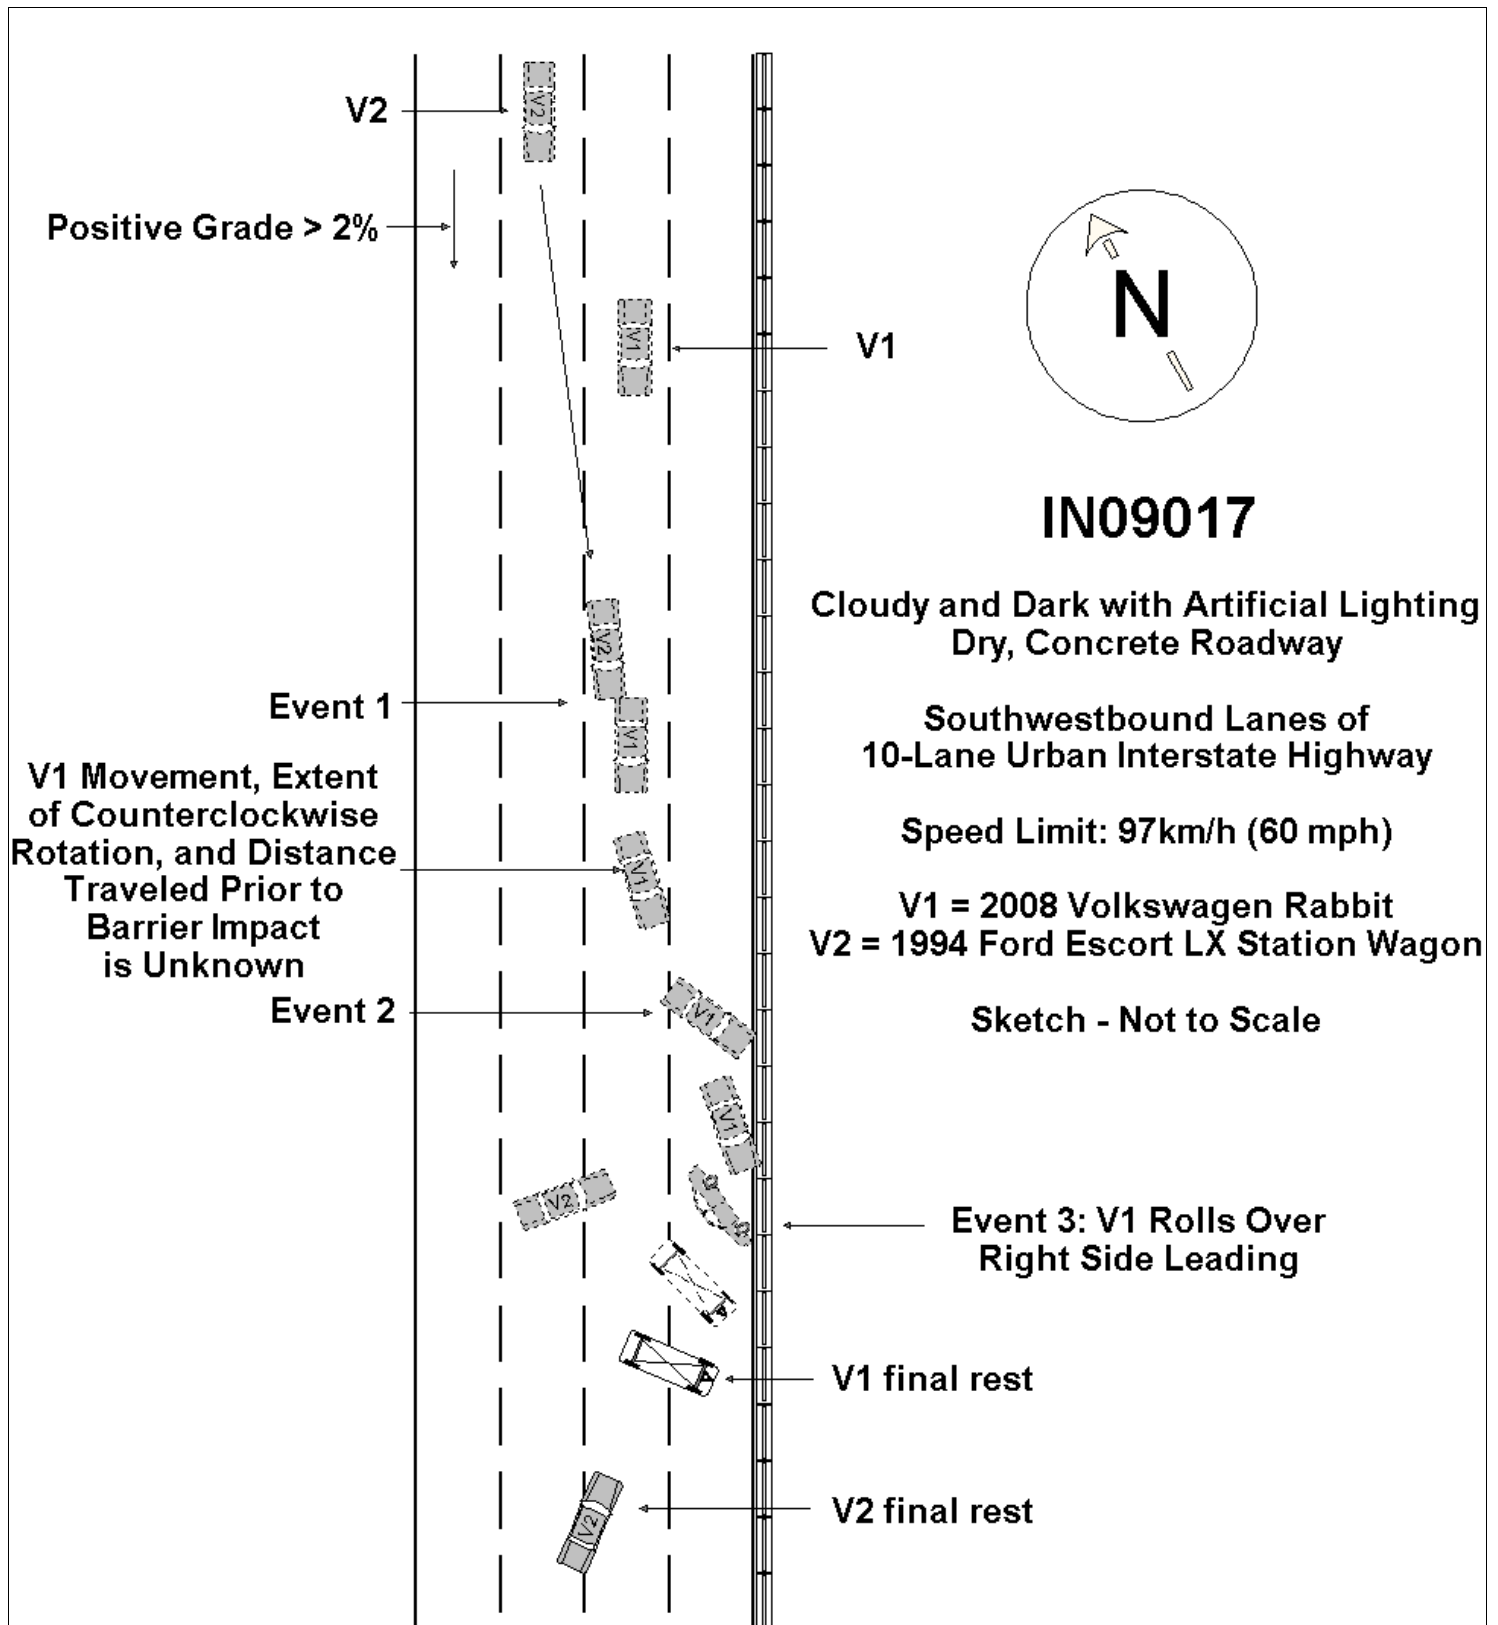 V2
V2
Positive Grade > 2%
V1
V1
N
IN09017
Cloudy and Dark with Artificial Lighting
Dry, Concrete Roadway
V2
Event 1
V1
Southwestbound Lanes of
10-Lane Urban Interstate Highway
V1 Movement, Extent
of Counterclockwise
Rotation, and Distance
Traveled Prior to
Barrier Impact
is Unknown
V1
Speed Limit: 97km/h (60 mph)
V1 = 2008 Volkswagen Rabbit
V2 = 1994 Ford Escort LX Station Wagon
Event 2
V1
Sketch - Not to Scale
V1
V2
Event 3: V1 Rolls Over
Right Side Leading
V1 final rest
V2
V2 final rest